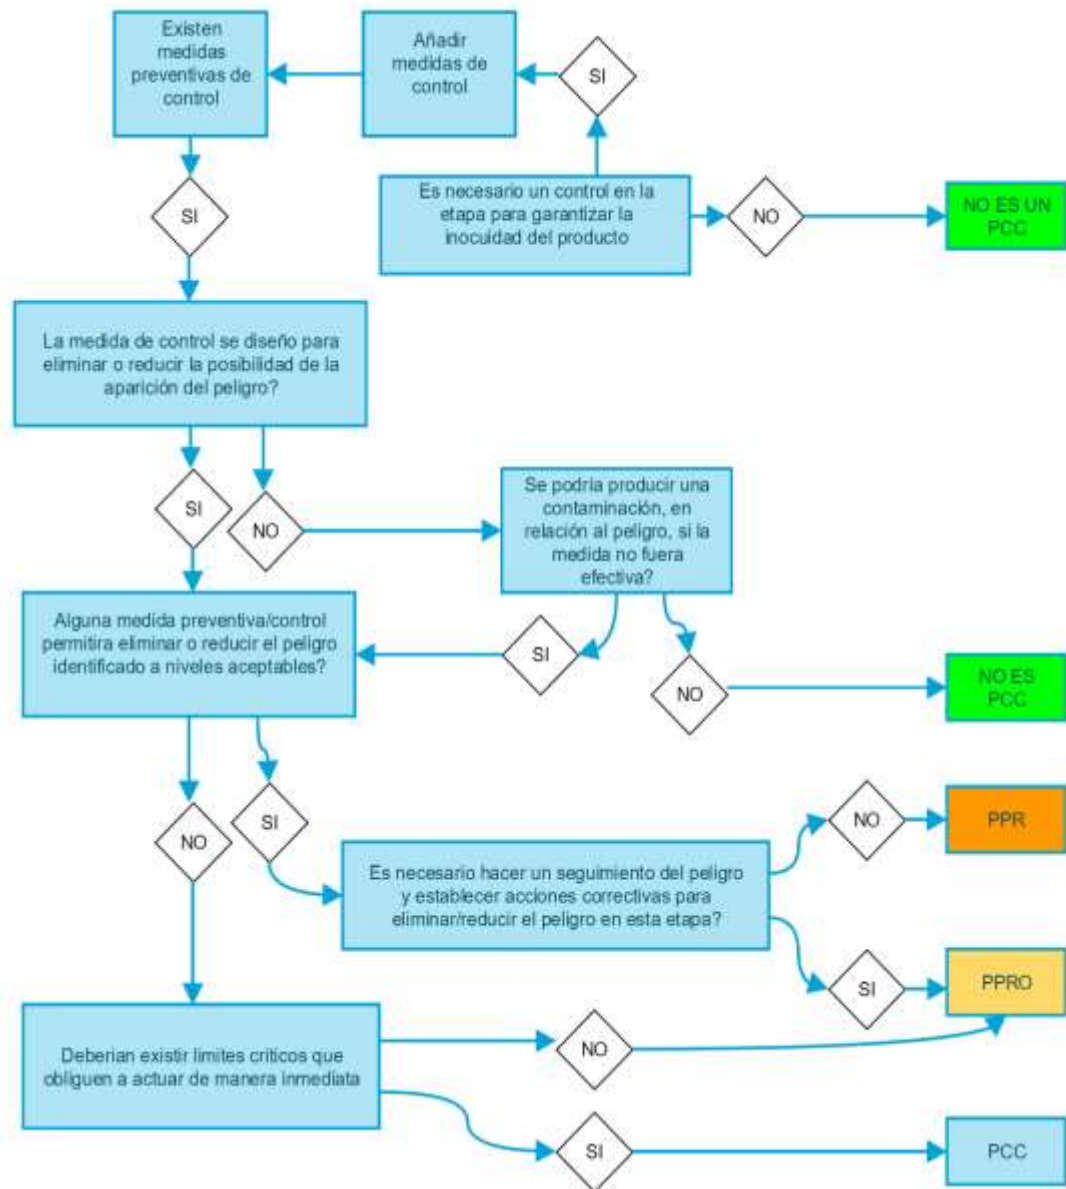 Existen
medidas
preventivas de
control
Añadir
medidas de
control
SI
SI
Es necesario un control en la
etapa para garantizar la
inocuidad del producto
NO
NO ES UN
PCC
La medida de control se diseño para
eliminar o reducir la posibilidad de la
aparición del peligro?
SI
NO
Se podria producir una
contaminación, en
relación al peligro, si la
medida no fuera
efectiva?
Alguna medida preventiva/control
permitira eliminar o reducir el peligro
identificado a niveles aceptables?
SI
NO
NO ES
PCC
NO
SI
Es necesario hacer un seguimiento del peligro
y establecer acciones correctivas para
eliminar/reducir el peligro en esta etapa?
NO
PPR
SI
PPRO
Deberian existir limites críticos que
obliguen a actuar de manera inmediata
NO
SI
PCC